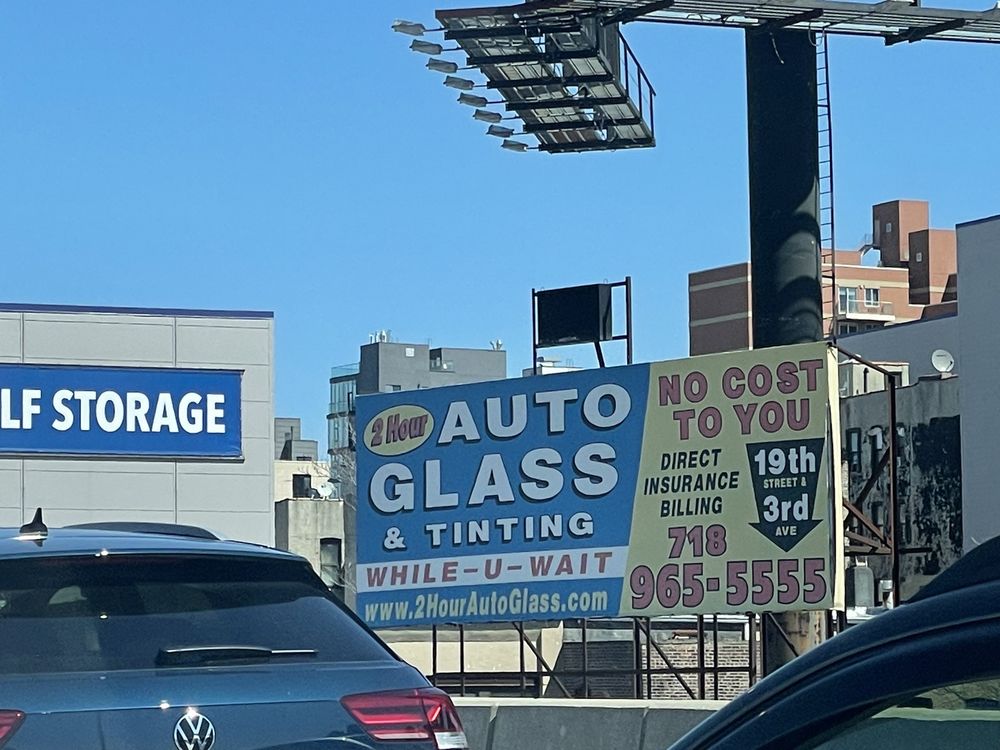 LF STORAGE
2 Hour
AUTO
GLASS
& TINTING
WHILE-U-WAIT
www.2HourAutoGlass.com
NO COST
TO YOU
DIRECT
INSURANCE
BILLING
19th
STREET &
3rd
AVE
718
965-5555